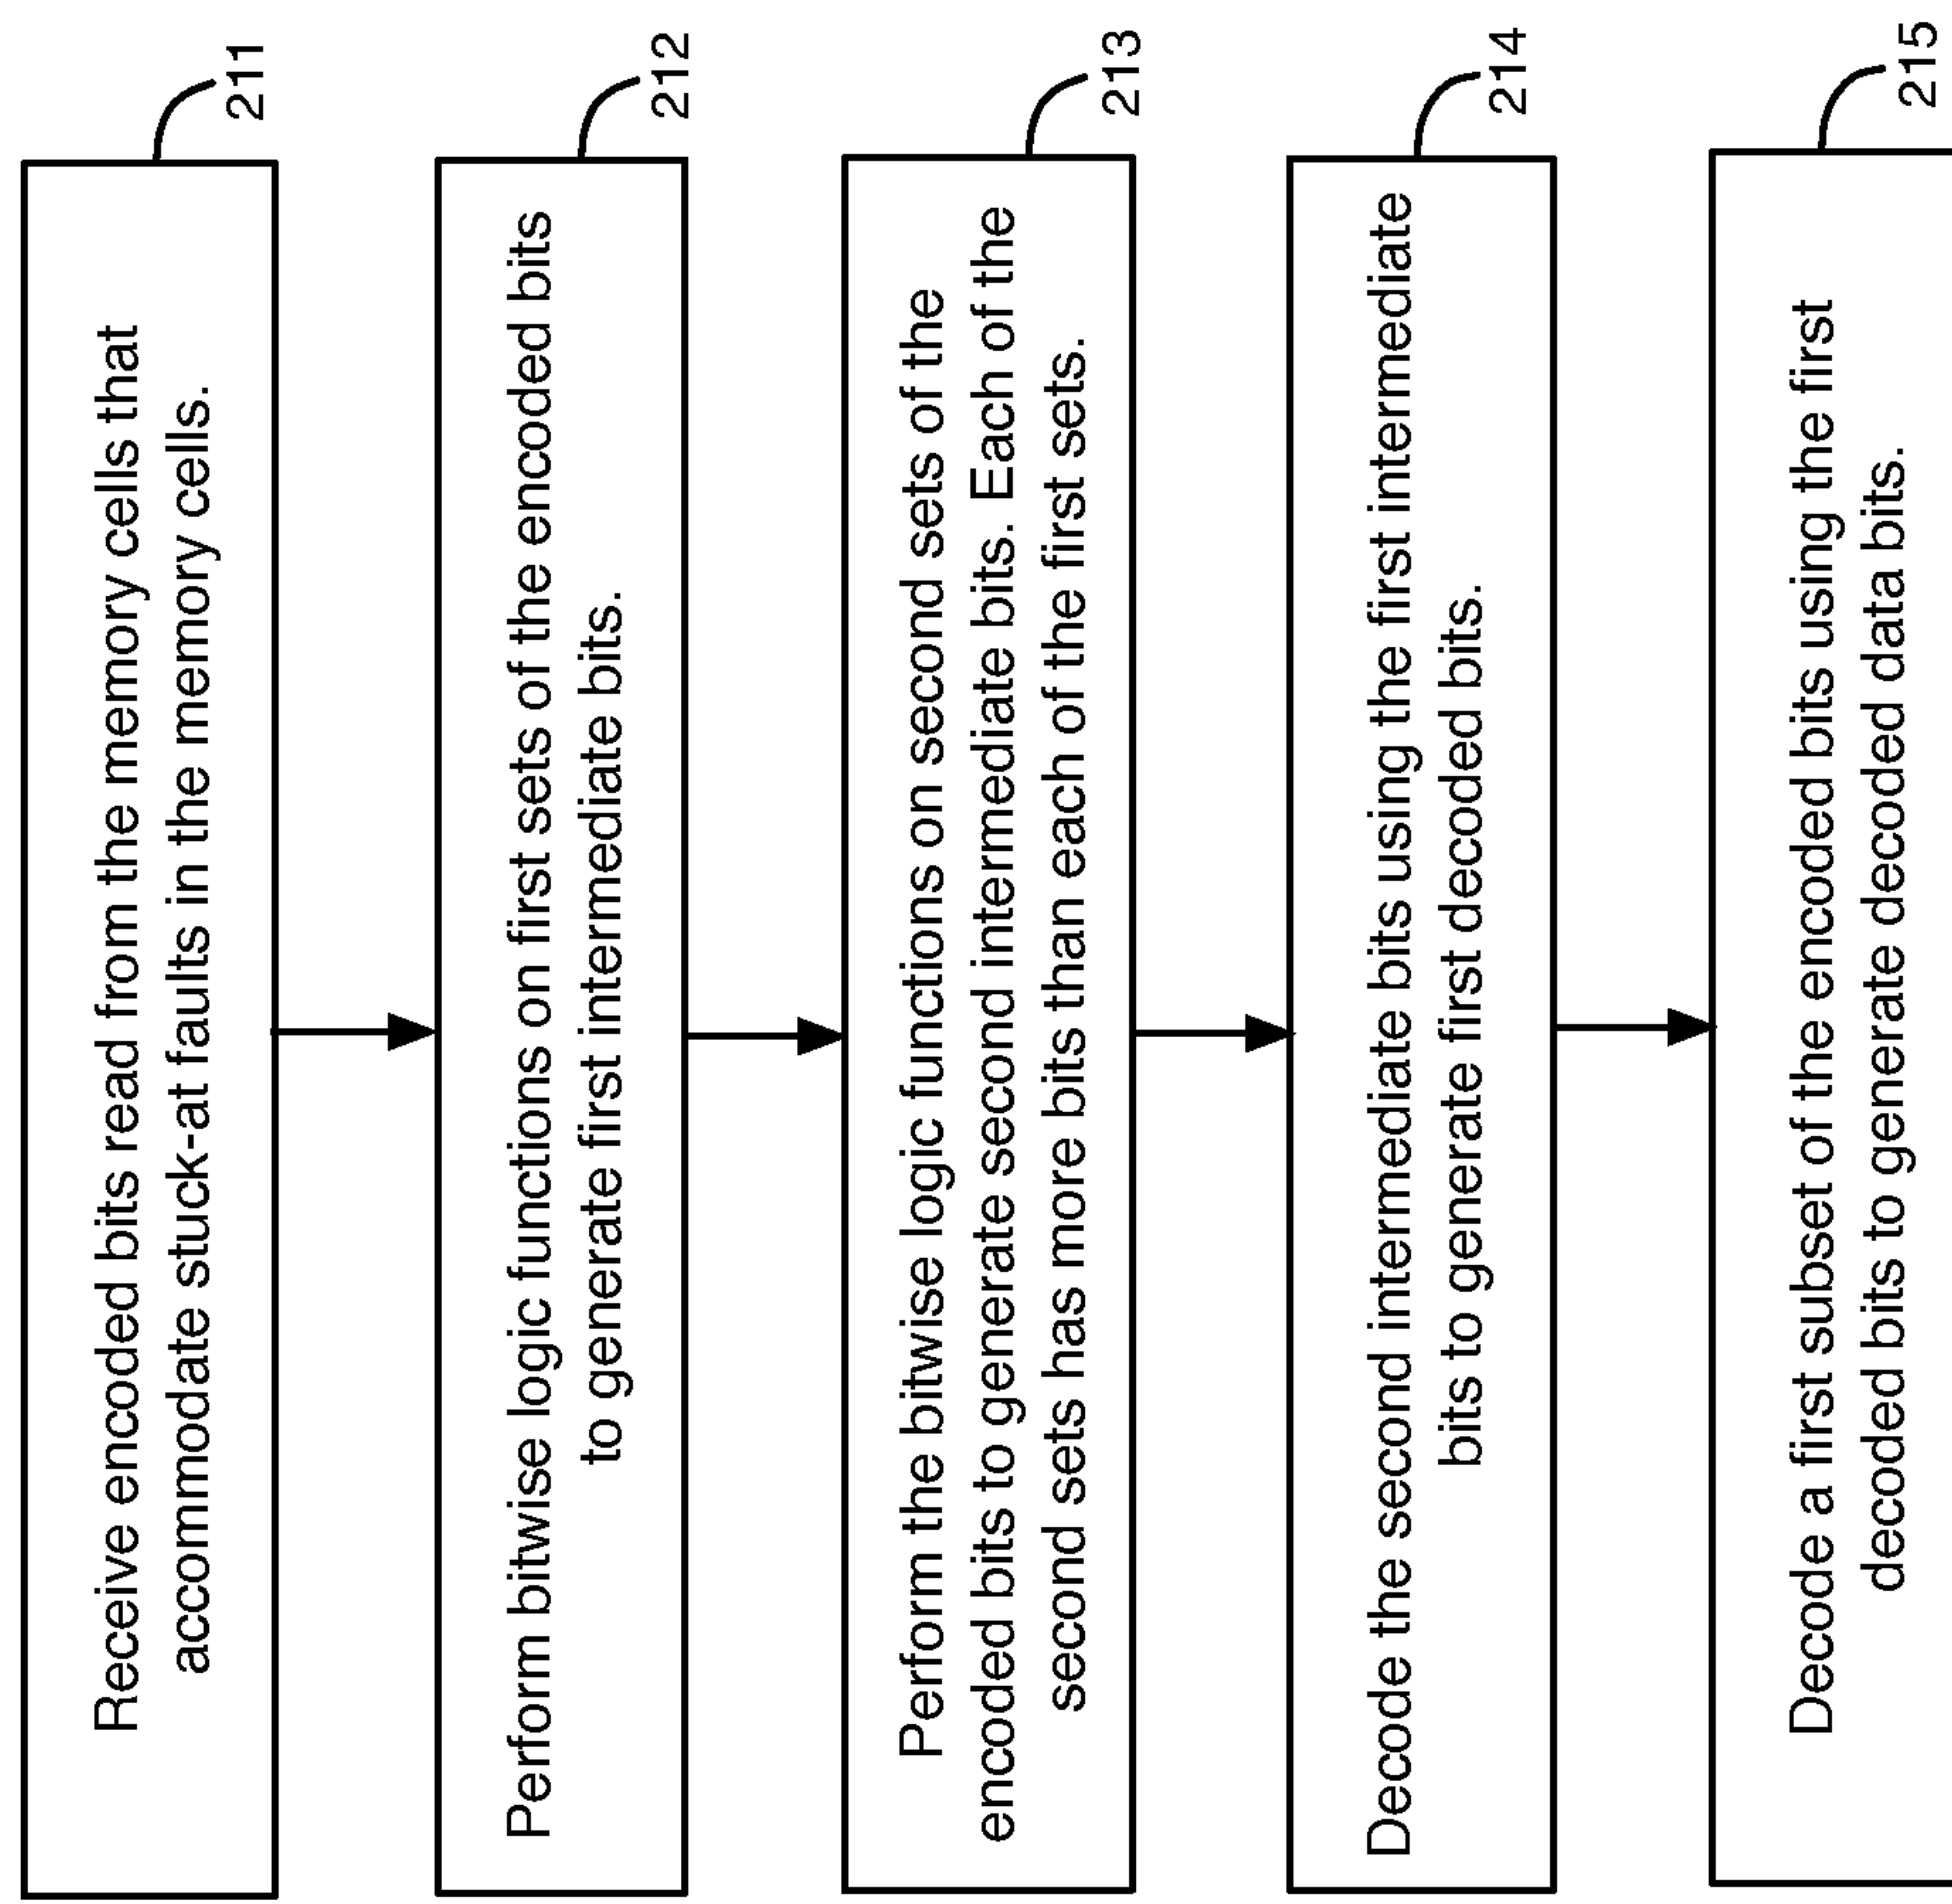 Receive encoded bits read from the memory cells that
accommodate stuck-at faults in the memory cells.
211
Perform bitwise logic functions on first sets of the encoded bits
to generate first intermediate bits.
212
Perform the bitwise logic functions on second sets of the
encoded bits to generate second intermediate bits. Each of the
second sets has more bits than each of the first sets.
213
Decode the second intermediate bits using the first intermediate
bits to generate first decoded bits.
214
Decode a first subset of the encoded bits using the first
decoded bits to generate decoded data bits.
215